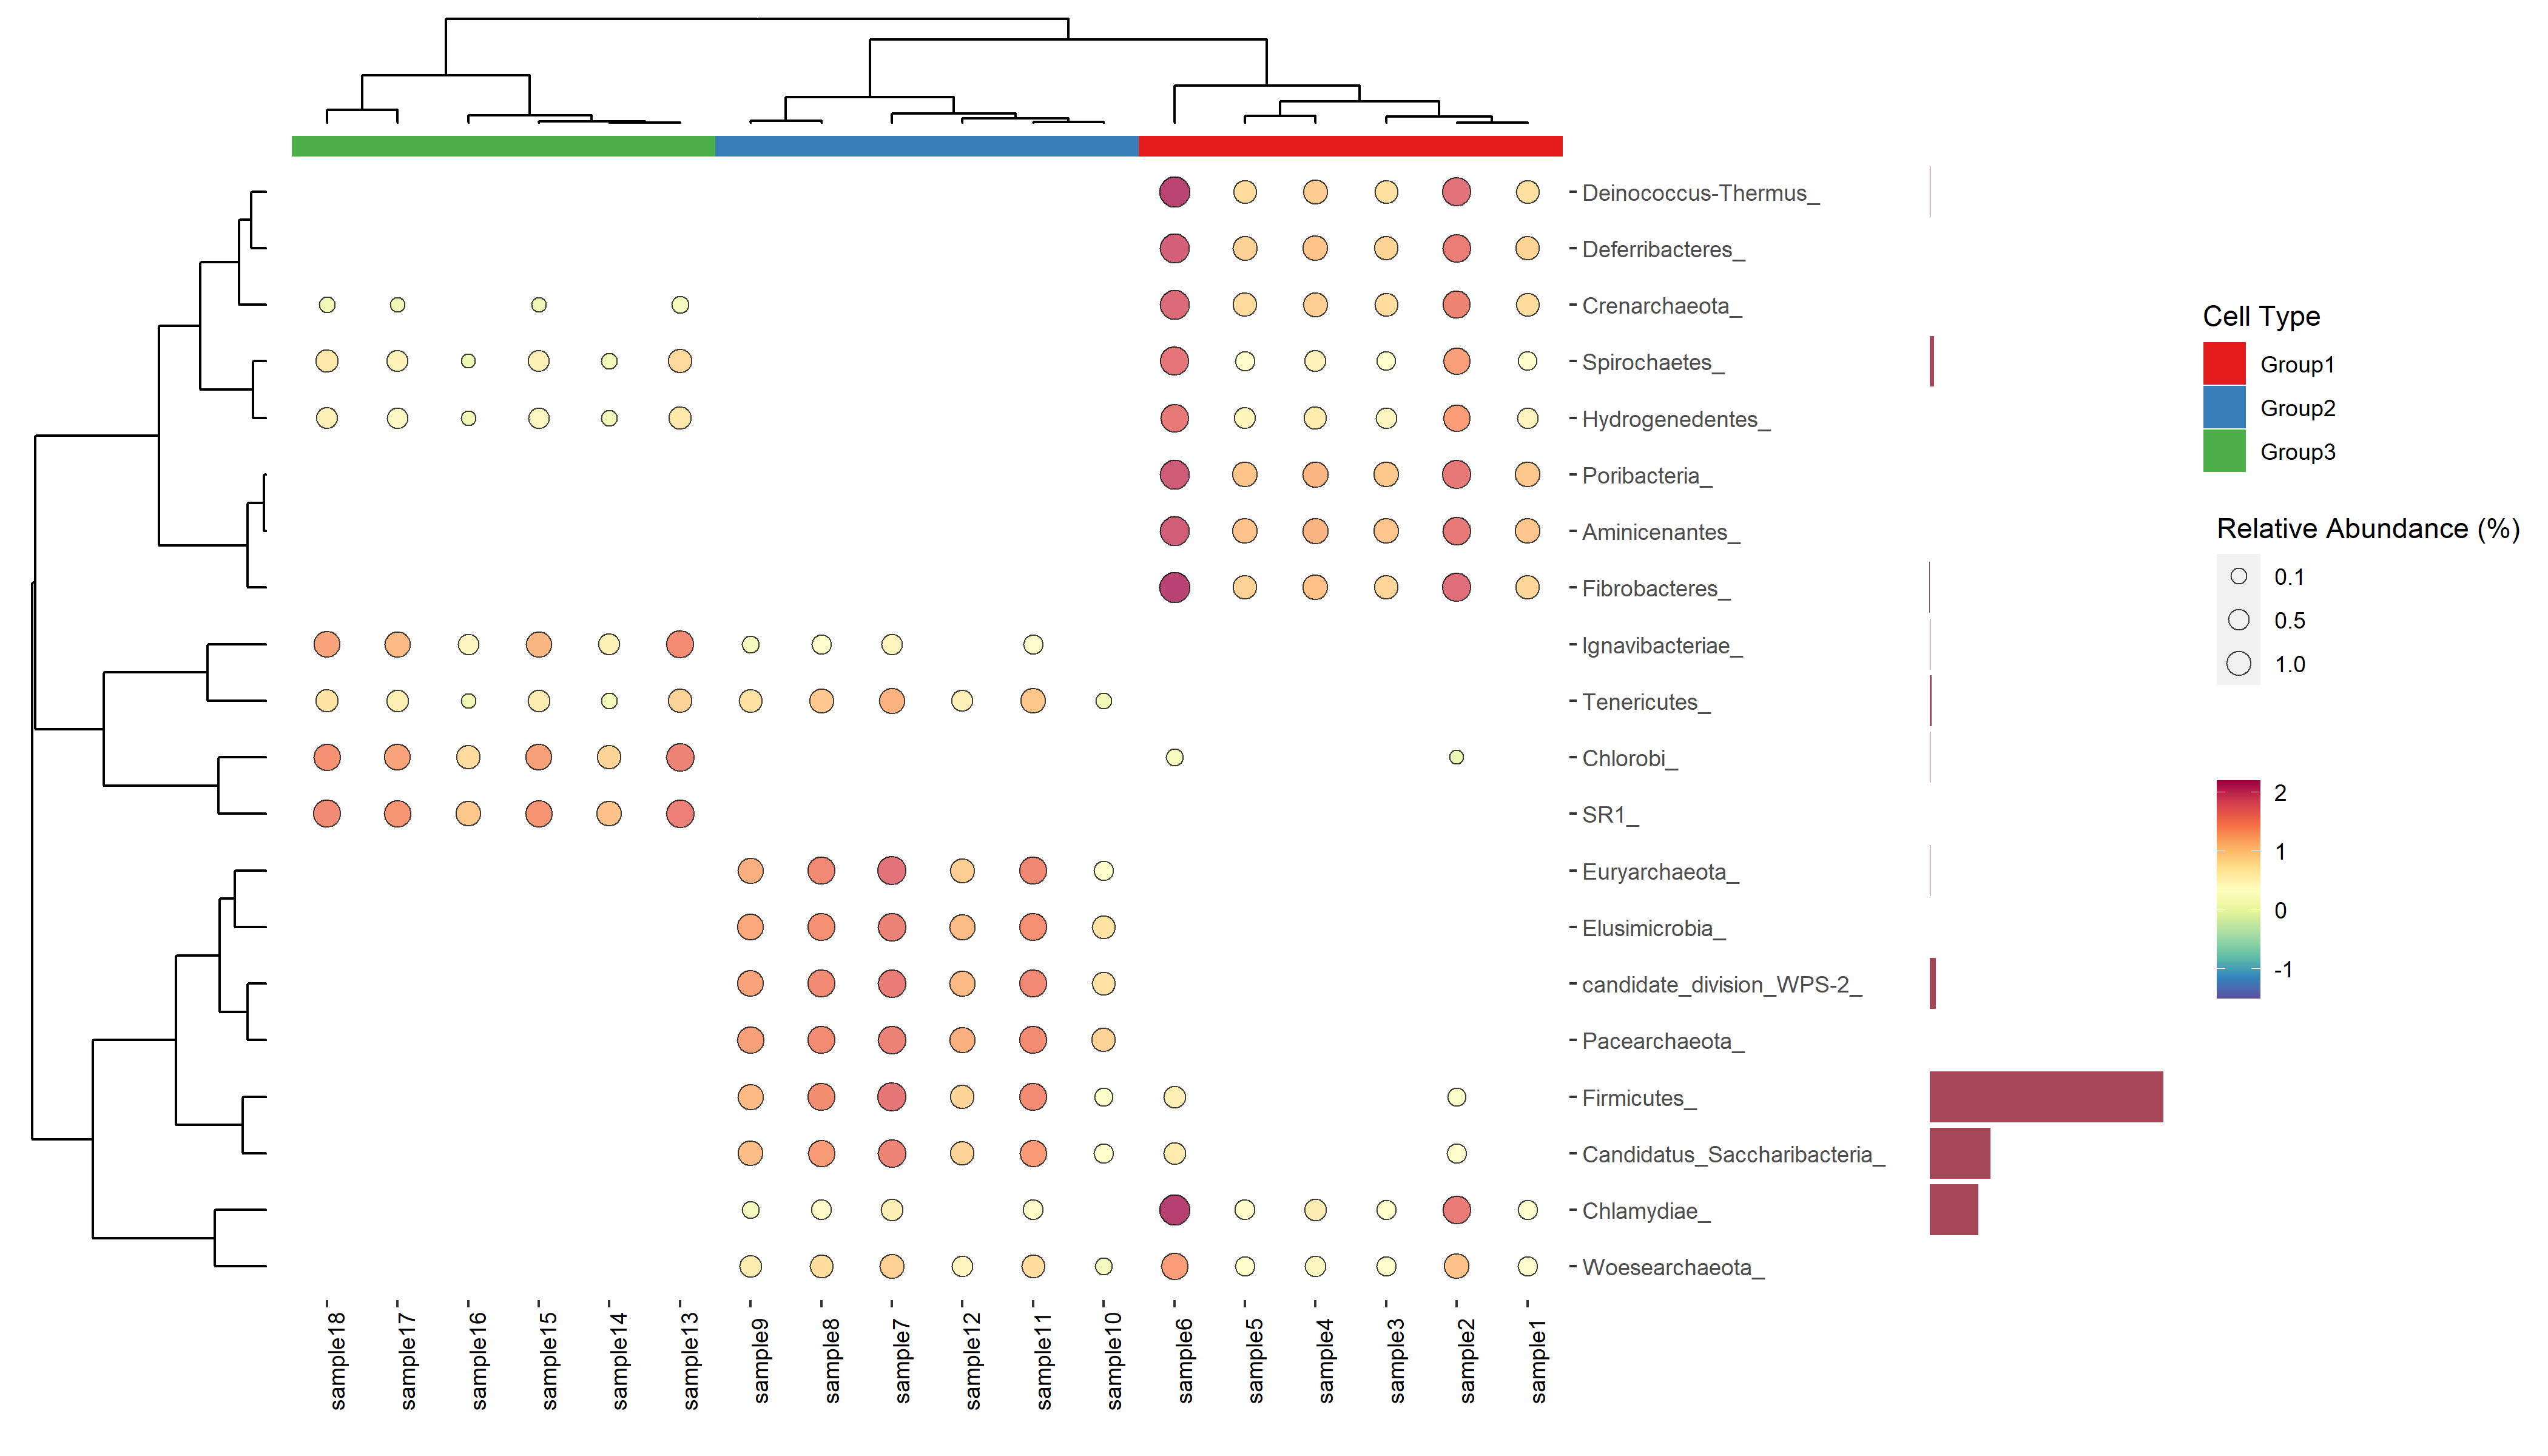 Deinococcus-Thermus_
Deferribacteres_
Crenarchaeota_
Spirochaetes_
Hydrogenedentes_
Poribacteria_
Aminicenantes_
Fibrobacteres_
Ignavibacteriae_
Tenericutes_
Chlorobi_
SR1_
Euryarchaeota_
Elusimicrobia_
candidate_division_WPS-2_
Pacearchaeota_
Firmicutes_
Candidatus_Saccharibacteria_
Chlamydiae_
Woesearchaeota_
sample18
sample17
sample16
sample15
sample14
sample13
sample9
sample8
sample7
sample12
sample11
sample10
sample6
sample5
sample4
sample3
sample2
sample1
Cell Type
Group1
Group2
Group3
Relative Abundance (%)
0.1
0.5
1.0
2
1
0
-1